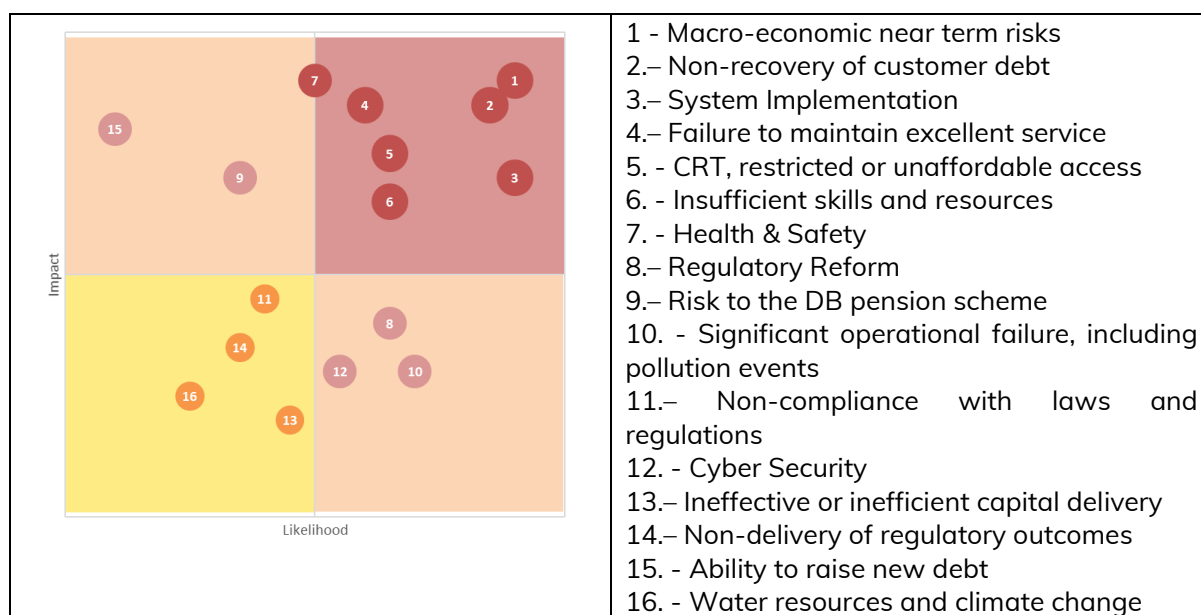 7
1
4
2
15
5
9
3
6
Impact
11
8
14
12
10
16
13
Likelihood
1 - Macro-economic near term risks
2.– Non-recovery of customer debt
3.– System Implementation
4.– Failure to maintain excellent service
5. - CRT, restricted or unaffordable access
6. - Insufficient skills and resources
7. - Health & Safety
8.– Regulatory Reform
9.– Risk to the DB pension scheme
10. - Significant operational failure, including
pollution events
11.– Non-compliance with laws and
regulations
12. - Cyber Security
13.– Ineffective or inefficient capital delivery
14.– Non-delivery of regulatory outcomes
15. - Ability to raise new debt
16. - Water resources and climate change